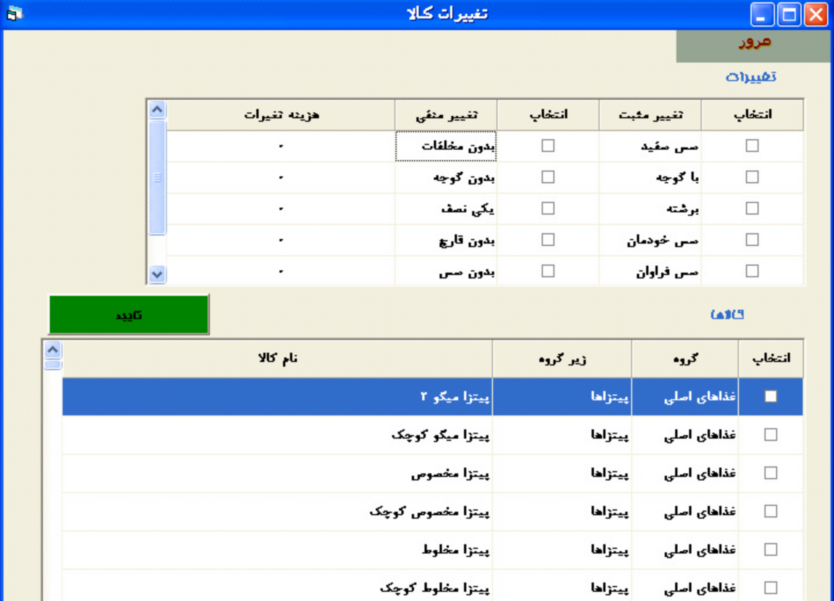 تغییرات کالا
مرور
تغییرات
انتخاب تغییر مثبت انتخاب تغییر منفی هزینه تغیرات
سس سفید بدون مخلفات ۰
با گوجه بدون گوجه ۰
برشته یکی نصف ۰
سس خودمان بدون قارچ ۰
سس فراوان بدون سس ۰
کالاها
تایید
انتخاب گروه زیر گروه نام کالا
غذاهای اصلی پیتزاها پیتزا میگو ۲
غذاهای اصلی پیتزاها پیتزا میگو کوچک
غذاهای اصلی پیتزاها پیتزا مخصوص
غذاهای اصلی پیتزاها پیتزا مخصوص کوچک
غذاهای اصلی پیتزاها پیتزا مخلوط
غذاهای اصلی پیتزاها پیتزا مخلوط کوچک